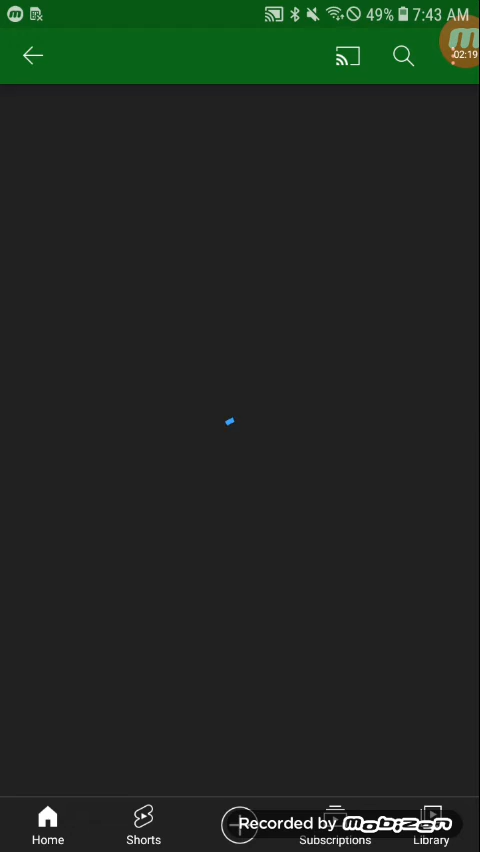 49% 7:43 AM
02:19
Recorded by mobizen
Home
Shorts
Subscriptions
Library